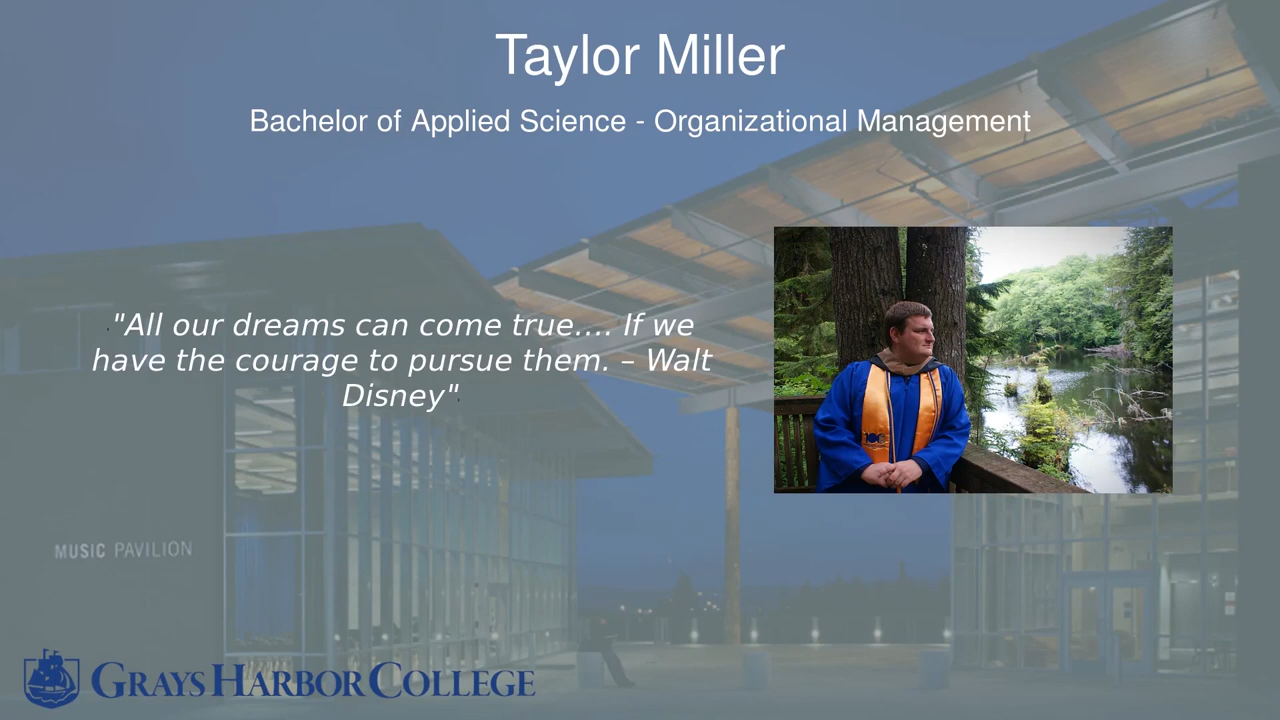 Taylor Miller
Bachelor of Applied Science - Organizational Management
"All our dreams can come true.... If we
have the courage to pursue them. – Walt
Disney"
MUSIC PAVILION
GRAYS HARBOR COLLEGE